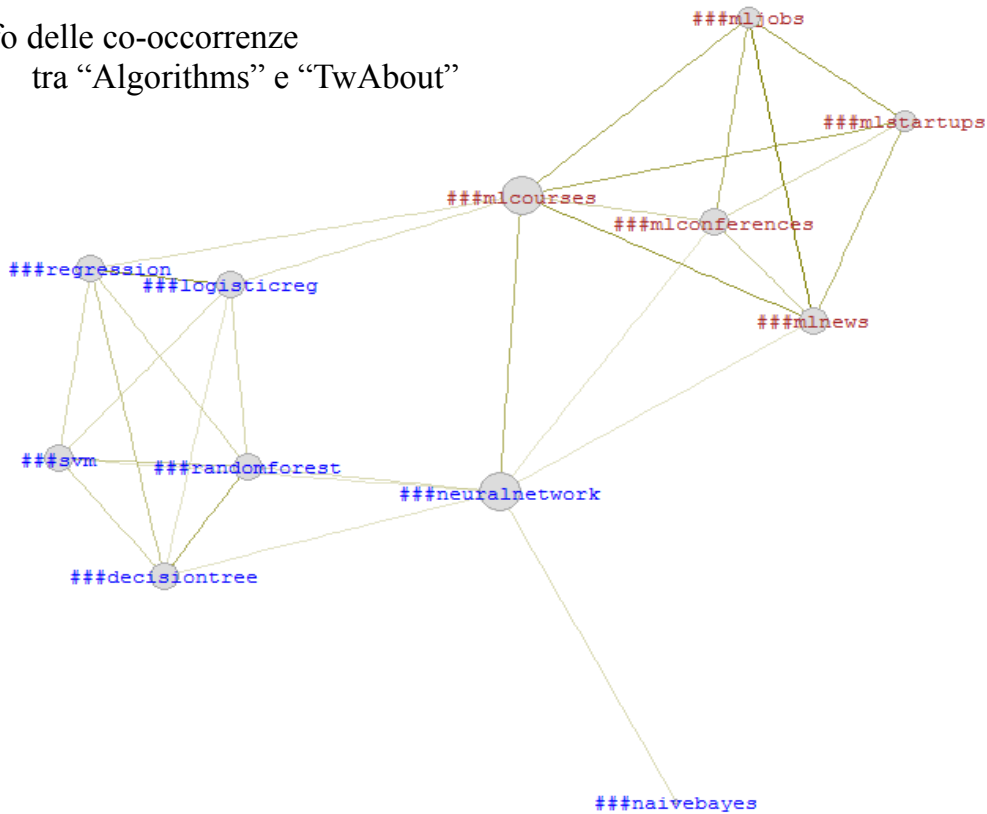 fo delle co-occorrenze
tra “Algorithms” e “TwAbout”
###mljobs
###mlstartups
###mlcourses
###mlconferences
###regression
###logisticreg
###mlnews
###svm
###randomforest
###neuralnetwork
###decisiontree
###naivebayes